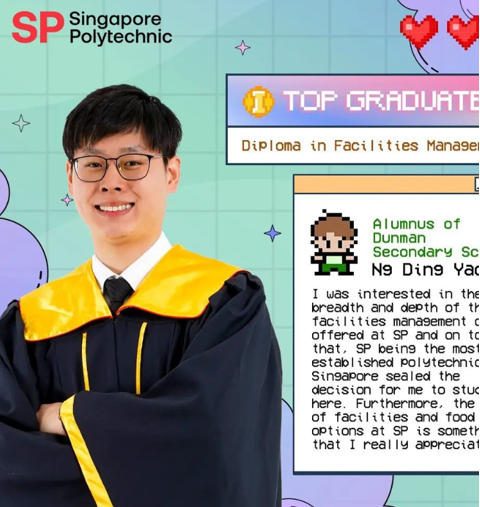 SP Singapore
Polytechnic
TOP GRADUATE
Diploma in Facilities Manage
Alumnus of
Dunman
Secondary Sc
Ng Ding Yao
I was interested in the
breadth and depth of th
facilities management
offered at SP and on to
that, SP being the most
established polytechnic
Singapore sealed the
decision for me to stud
here. Furthermore, the
of facilities and food
options at SP is someth
that I really appreciat